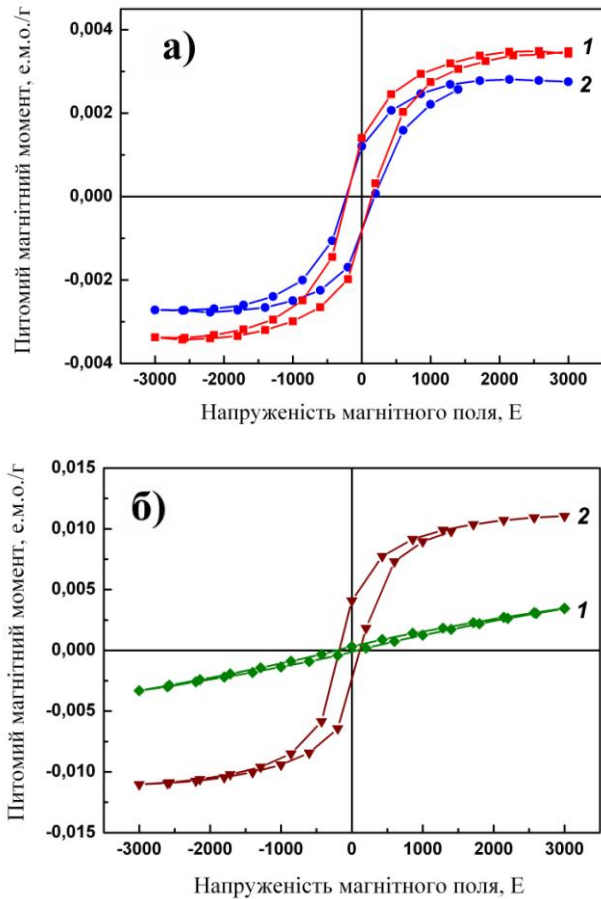 а)
Питомий магнітний момент, е.м.о./г
0,004
0,002
0,000
-0,002
-0,004
1
2
-3000 -2000 -1000 0 1000 2000 3000
Напруженість магнітного поля, Е
б)
Питомий магнітний момент, е.м.о./г
0,015
0,010
0,005
0,000
-0,005
-0,010
-0,015
2
1
-3000 -2000 -1000 0 1000 2000 3000
Напруженість магнітного поля, Е